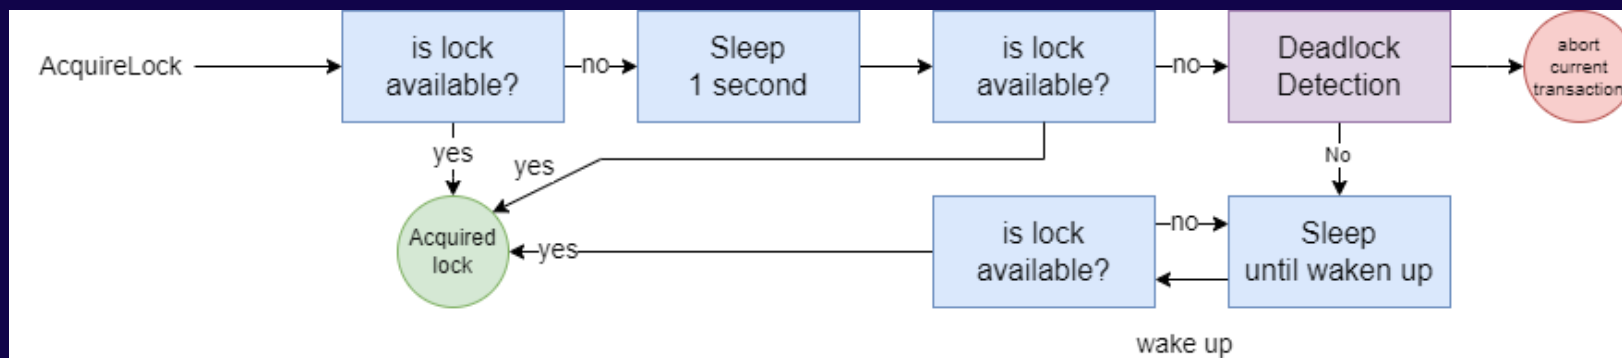 AcquireLock
is lock
available?
no
Sleep
1 second
is lock
available?
no
Deadlock
Detection
abort
current
transaction
yes
yes
No
Acquired
lock
yes
is lock
available?
no
Sleep
until waken up
wake up